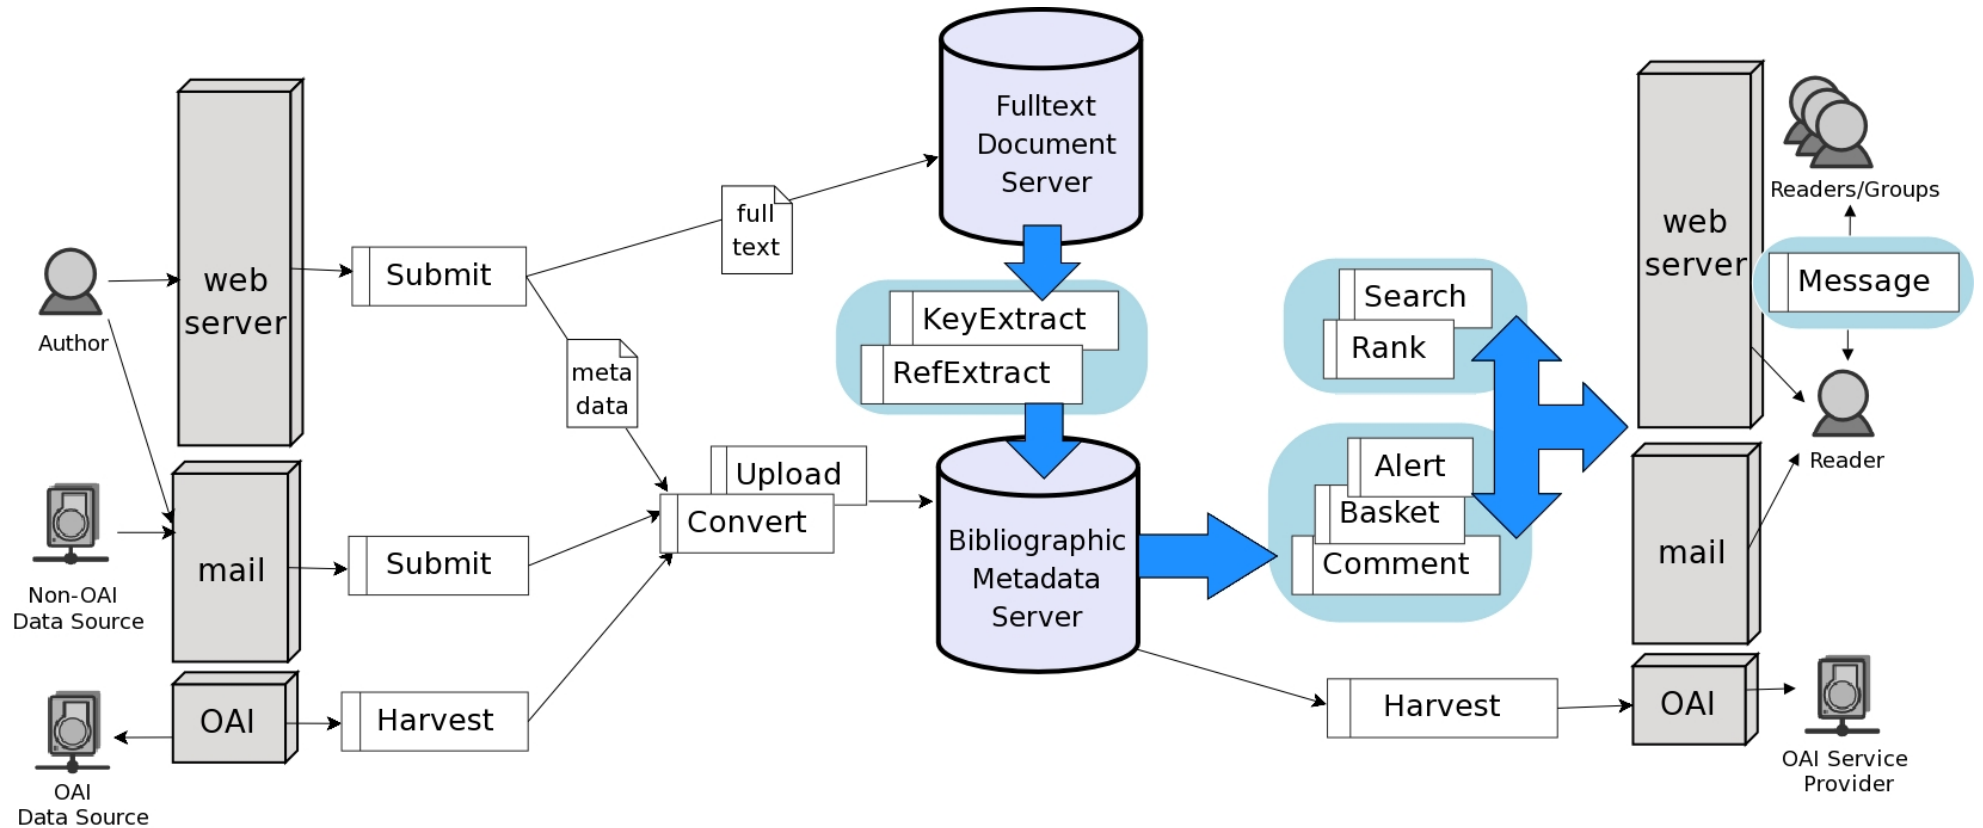 Author
Non-OAI
Data Source
OAI
Data Source
web
server
mail
OAI
Submit
Submit
Harvest
full
text
meta
data
Upload
Convert
Fulltext
Document
Server
KeyExtract
RefExtract
Bibliographic
Metadata
Server
Search
Rank
Alert
Basket
Comment
Harvest
web
server
mail
OAI
Readers/Groups
Message
Reader
OAI Service
Provider